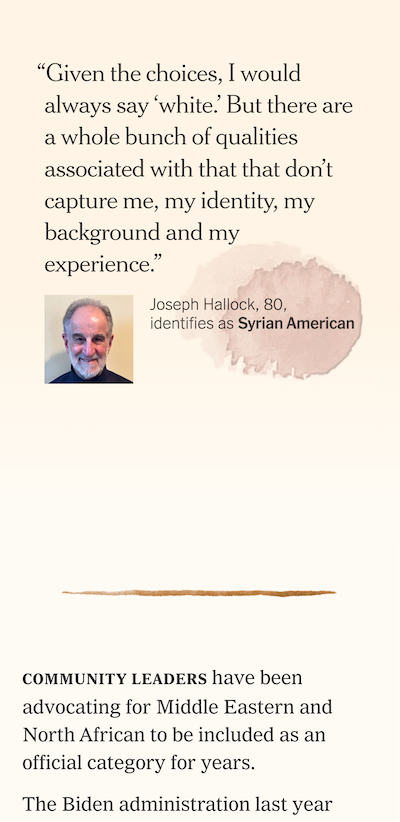 “Given the choices, I would
always say ‘white.’ But there are
a whole bunch of qualities
associated with that that don’t
capture me, my identity, my
background and my
experience.”
Joseph Hallock, 80,
identifies as Syrian American
COMMUNITY LEADERS have been
advocating for Middle Eastern and
North African to be included as an
official category for years.
The Biden administration last year